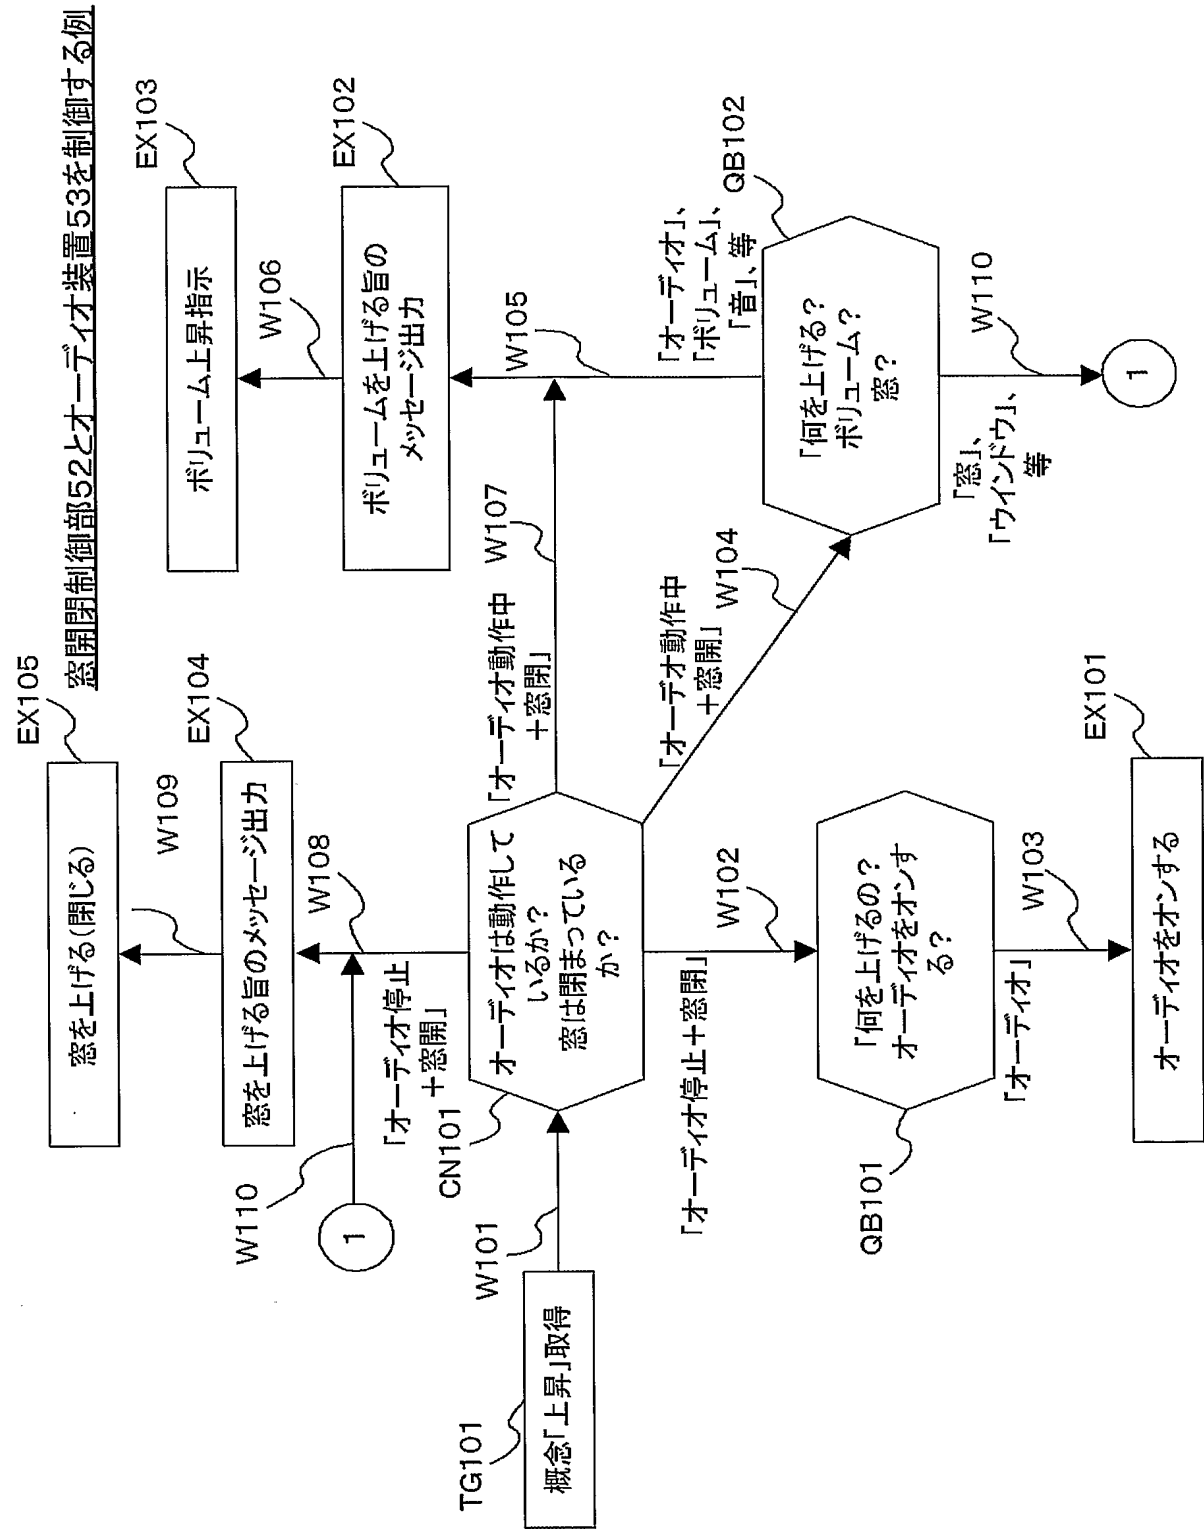 窓開閉制御部52とオーディオ装置53を制御する例
TG101
概念「上昇」取得
W101
CN101
オーディオは動作して
いるか?
窓は閉まっている
か?
「オーディオ停止
+窓開」
W108
W110
1
EX104
窓を上げる旨のメッセージ出力
W109
EX105
窓を上げる(閉じる)
「オーディオ停止+窓閉」
W102
QB101
「何を上げるの?
オーディオをオンす
る?
「オーディオ」
W103
EX101
オーディオをオンする
「オーディオ動作中
+窓閉」
W107
「オーディオ動作中
+窓開」
W104
QB102
「何を上げる?
ボリューム?
窓?
「オーディオ」、
「ボリューム」、
「音」、等
W105
EX102
ボリュームを上げる旨の
メッセージ出力
W106
EX103
ボリューム上昇指示
「窓」、
「ウインドウ」、
等
W110
1